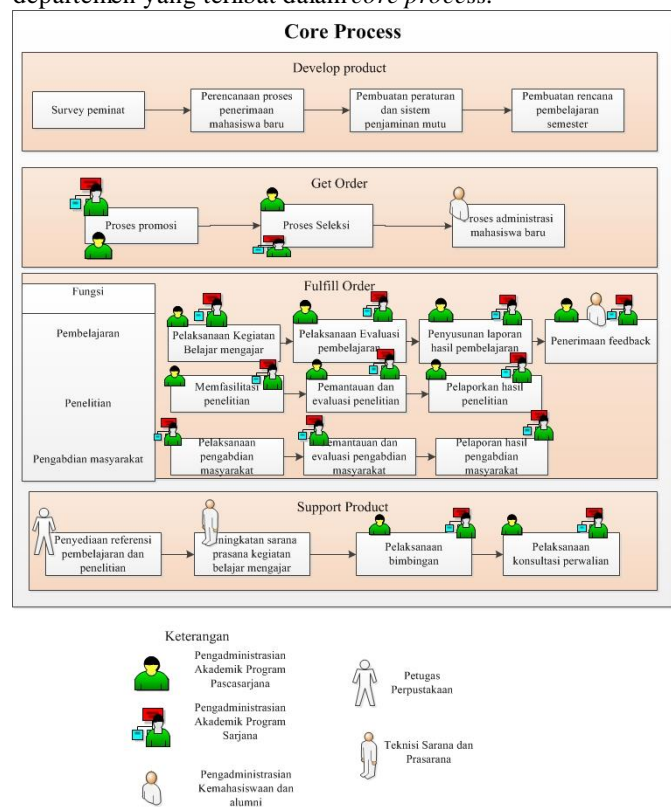 departemen yang terlibat dalam core process.
Core Process
Develop product
Survey peminat
Perencanaan proses
penerimaan
mahasiswa baru
Pembuatan peraturan
dan sistem
penjaminan mutu
Pembuatan rencana
pembelajaran
semester
Get Order
Proses promosi
Proses Seleksi
Proses administrasi
mahasiswa baru
Fulfill Order
Fungsi
Pembelajaran
Pelaksanaan Kegiatan
Belajar mengajar
Pelaksanaan Evaluasi
pembelajaran
Penyusunan laporan
hasil pembelajaran
Penerimaan feedback
Penelitian
Memfasilitasi
penelitian
Pemantauan dan
evaluasi penelitian
Pelaporkan hasil
penelitian
Pengabdian masyarakat
Pelaksanaan
pengabdian
masyarakat
Pemantauan dan
evaluasi pengabdian
masyarakat
Pelaporan hasil
pengabdian
masyarakat
Support Product
Penyediaan referensi
pembelajaran dan
penelitian
ningkatan sarana
prasana kegiatan
belajar mengajar
Pelaksanaan
bimbingan
Pelaksanaan
konsultasi perwalian
Keterangan
Pengadministrasian
Akademik Program
Pascasarjana
Petugas
Perpustakaan
Pengadministrasian
Akademik Program
Sarjana
Teknisi Sarana dan
Prasarana
Pengadministrasian
Kemahasiswaan dan
alumni